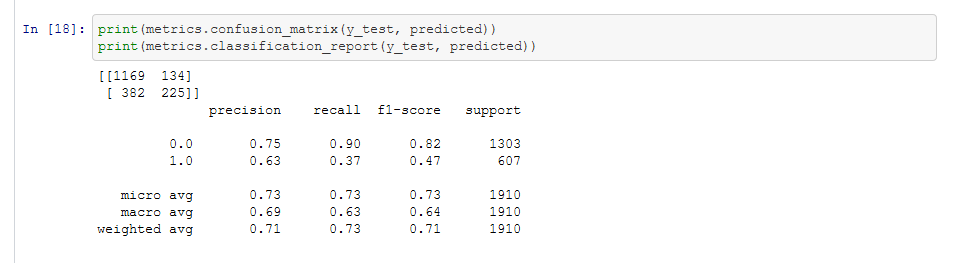 In [18]: print(metrics.confusion_matrix(y_test, predicted))
print(metrics.classification_report(y_test, predicted))
[[1169 134]
[ 382 225]]
precision recall f1-score support
0.0 0.75 0.90 0.82 1303
1.0 0.63 0.37 0.47 607
micro avg 0.73 0.73 0.73 1910
macro avg 0.69 0.63 0.64 1910
weighted avg 0.71 0.73 0.71 1910